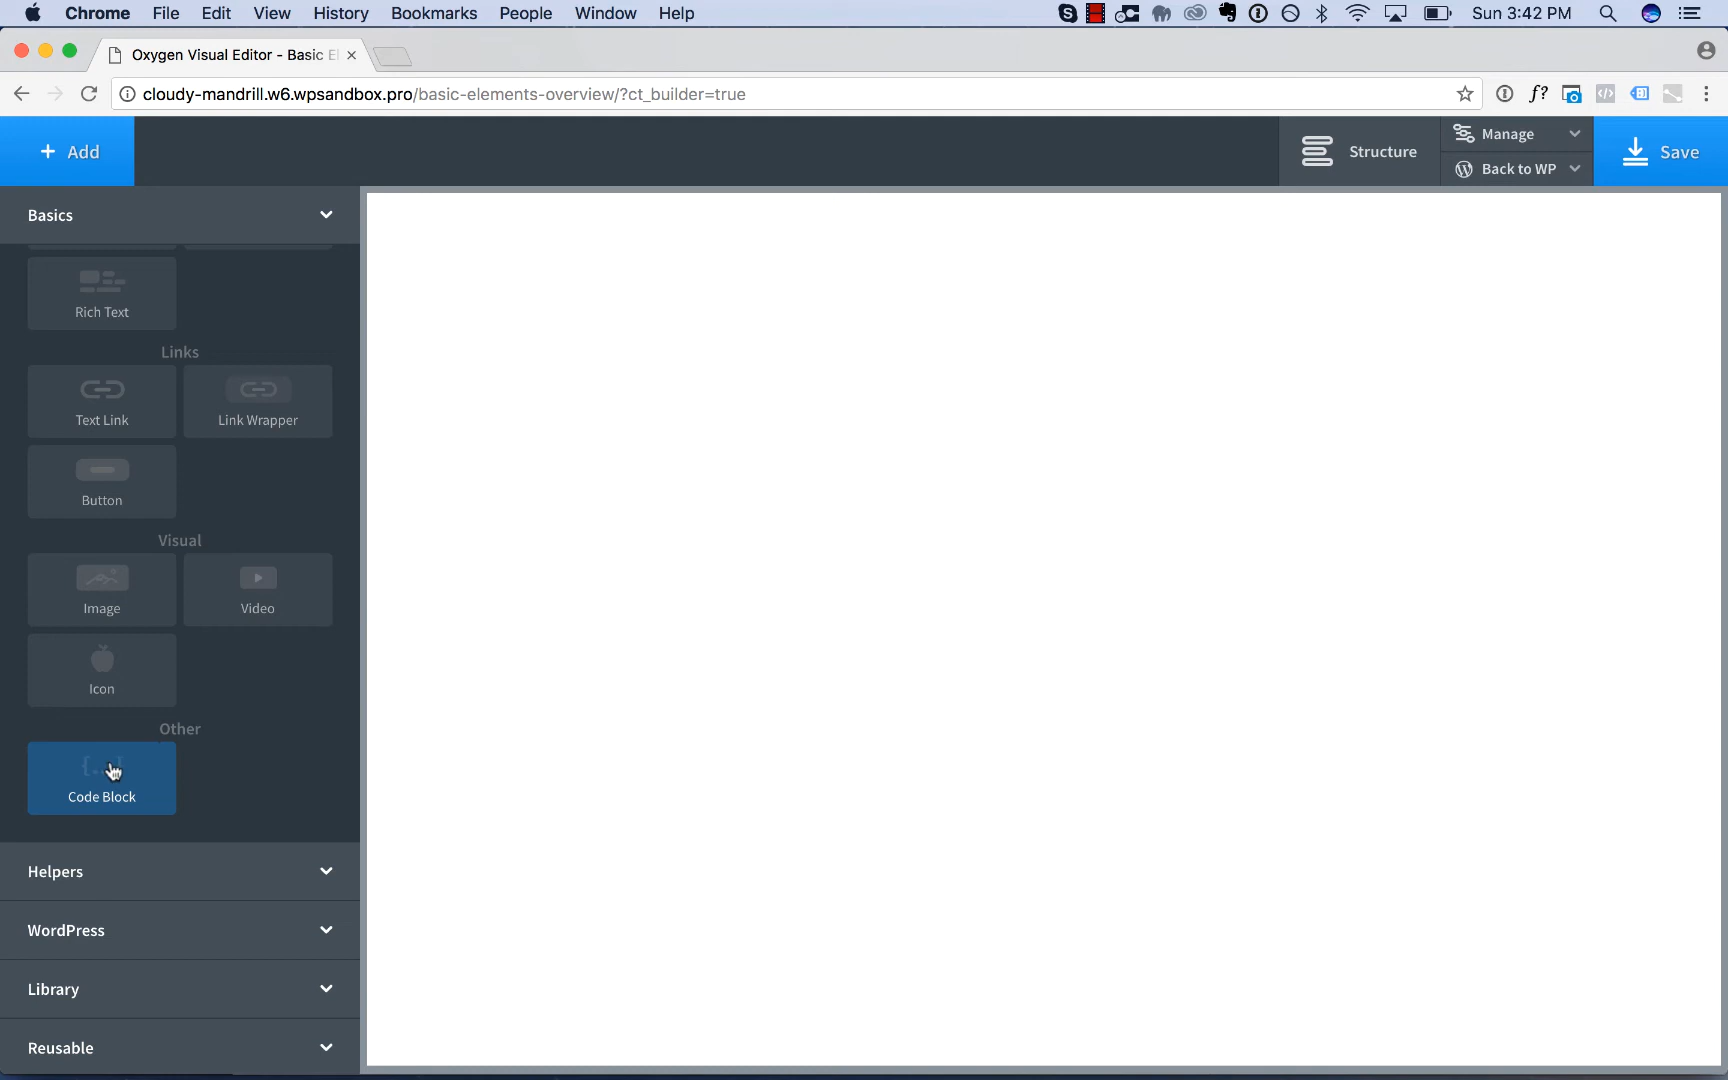 Chrome File Edit View History Bookmarks People Window Help Sun 3:42 PM
Oxygen Visual Editor - Basic El
cloudy-mandrill.w6.wpsandbox.pro/basic-elements-overview/?ct_builder=true
f?
+ Add
Structure
Manage
Back to WP
Save
Basics
Rich Text
Links
Text Link
Link Wrapper
Button
Visual
Image
Video
Icon
Other
Code Block
Helpers
WordPress
Library
Reusable